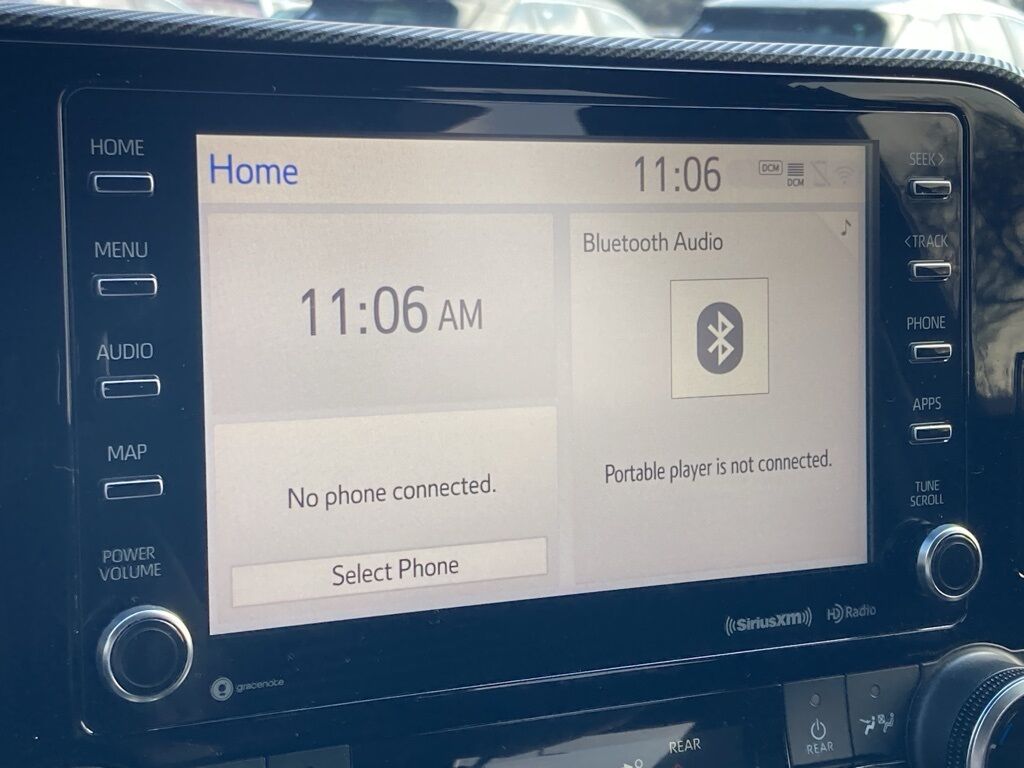 HOME
MENU
AUDIO
MAP
POWER
VOLUME
Home
11:06
DCM
DCM
11:06 AM
Bluetooth Audio
No phone connected.
Select Phone
Portable player is not connected.
SEEK>
<TRACK
PHONE
APPS
TUNE
SCROLL
gracenote
((SiriusXM))
HD Radio
REAR
REAR